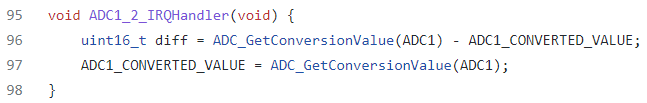 95 void ADC1_2_IRQHandler(void) {
96 uint16_t diff = ADC_GetConversionValue(ADC1) - ADC1_CONVERTED_VALUE;
97 ADC1_CONVERTED_VALUE = ADC_GetConversionValue(ADC1);
98 }